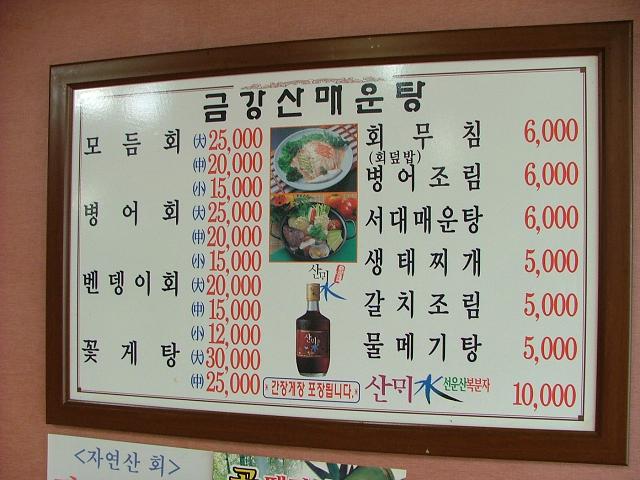 금강산매운탕
모듬회 (大) 25,000
(中) 20,000
(小) 15,000
병어회 (大) 25,000
(中) 20,000
(小) 15,000
벤뎅이회 (大) 20,000
(中) 15,000
(小) 12,000
꽃게탕 (大) 30,000
(中) 25,000
회무침 6,000
(회덮밥)
병어조림 6,000
서대매운탕 6,000
생태찌개 5,000
갈치조림 5,000
물메기탕 5,000
산미水 선운산복분자 10,000
산미水
간장게장 포장됩니다.
<자연산 회>